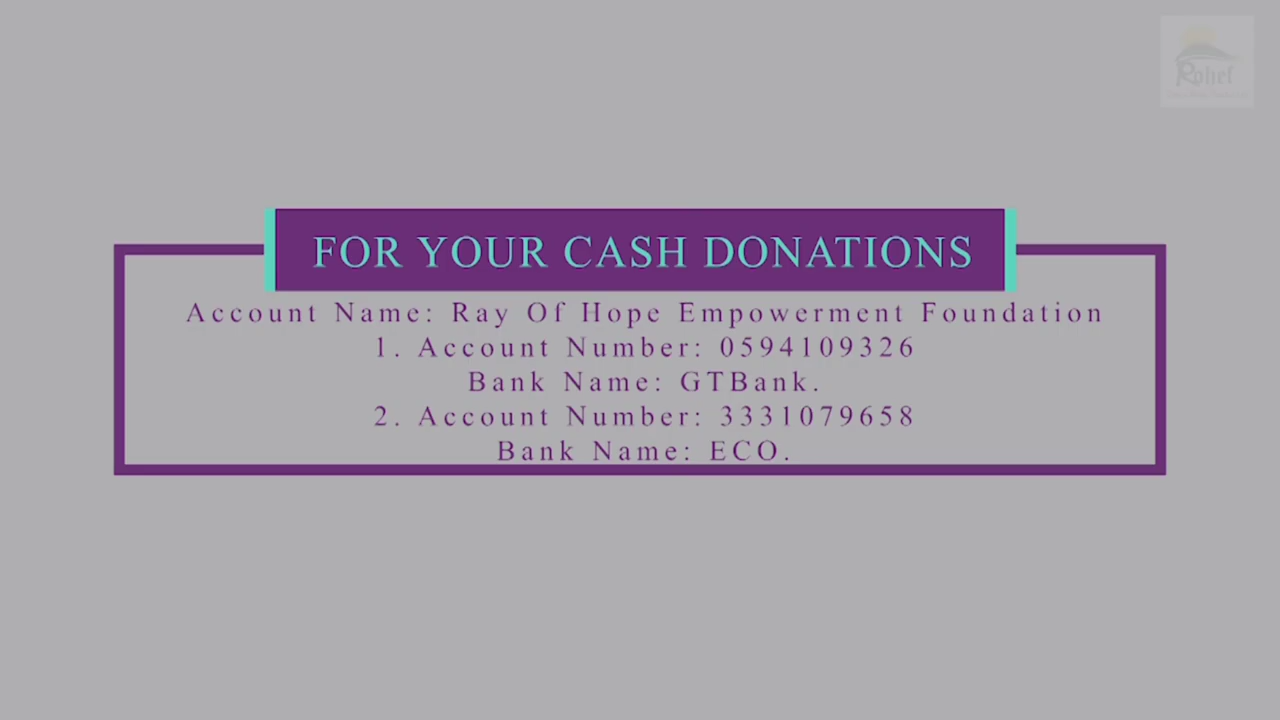 Rohef
FOR YOUR CASH DONATIONS
Account Name: Ray Of Hope Empowerment Foundation
1. Account Number: 0594109326
Bank Name: GTBank.
2. Account Number: 3331079658
Bank Name: ECO.